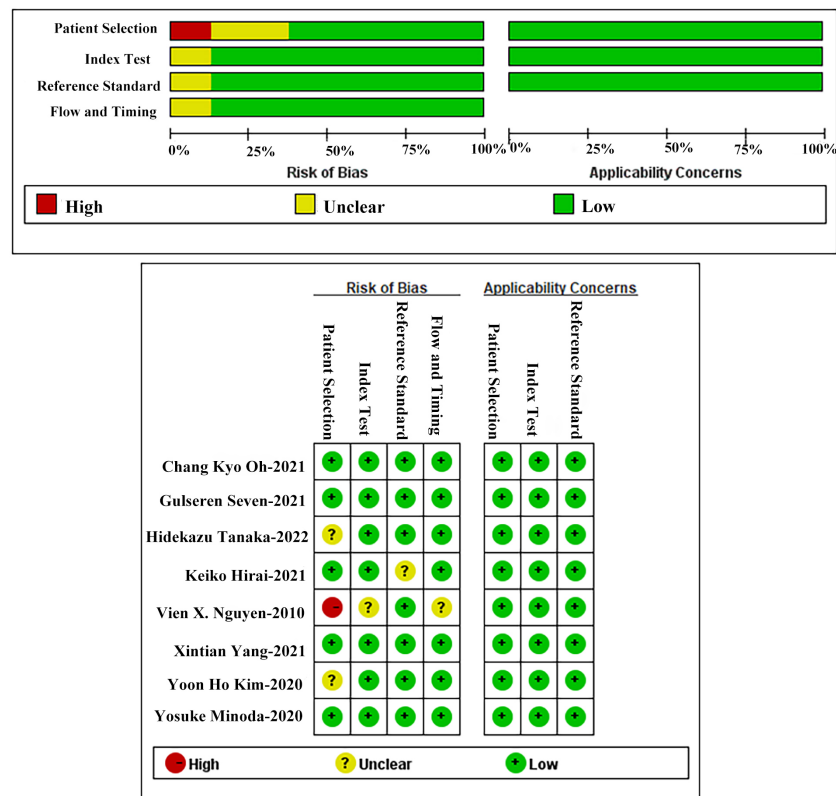 Patient Selection
Index Test
Reference Standard
Flow and Timing
0% 25% 50% 75% 100% 0% 25% 50% 75% 100%
Risk of Bias Applicability Concerns
High Unclear Low
Risk of Bias Applicability Concerns
Patient Selection Index Test Reference Standard Flow and Timing Patient Selection Index Test Reference Standard
Chang Kyo Oh-2021 + + + + + + +
Gulseren Seven-2021 + + + + + + +
Hidekazu Tanaka-2022 ? + + + + + +
Keiko Hirai-2021 + + ? + + + +
Vien X. Nguyen-2010 - ? + ? + + +
Xintian Yang-2021 + + + + + + +
Yoon Ho Kim-2020 ? + + + + + +
Yosuke Minoda-2020 + + + + + + +
- High ? Unclear + Low